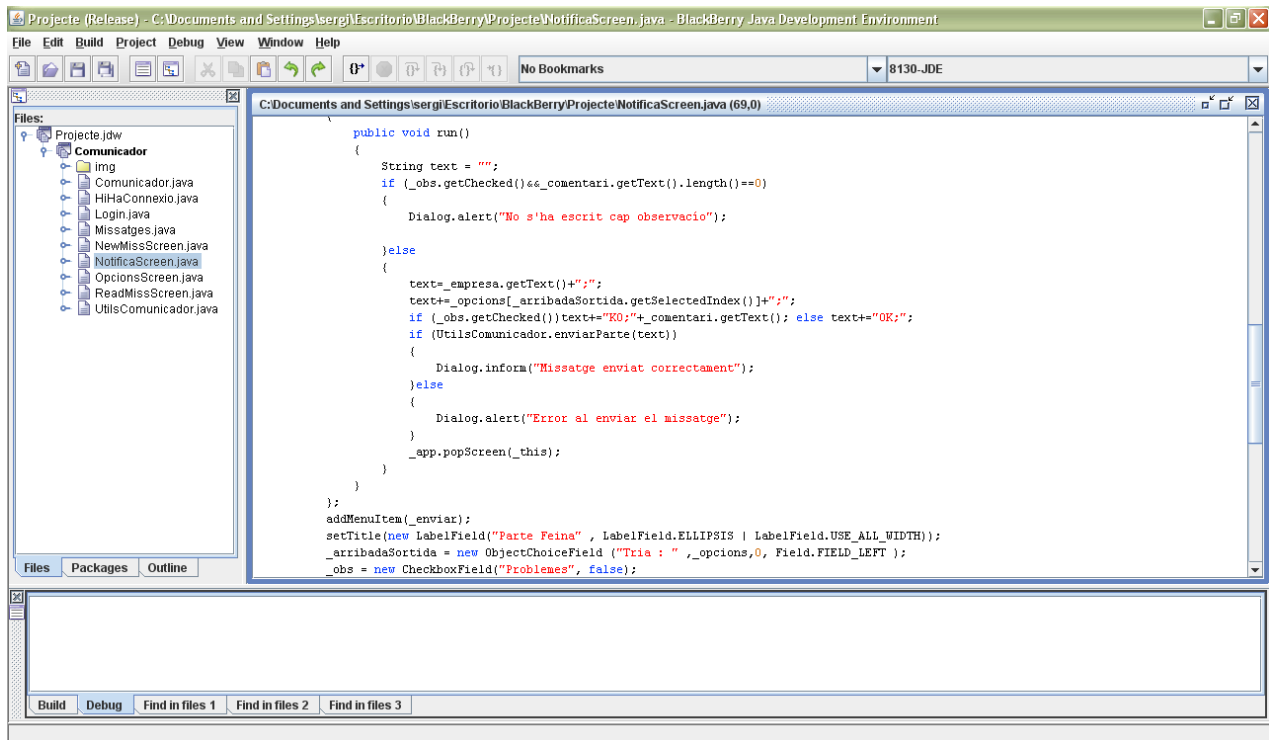 Projecte (Release) - C:\Documents and Settings\sergi\Escritorio\BlackBerry\Projecte\NotificaScreen.java - BlackBerry Java Development Environment
File Edit Build Project Debug View Window Help
No Bookmarks 8130-JDE
Files:
Projecte.jdw
Comunicador
img
Comunicador.java
HiHaConnexio.java
Login.java
Missatges.java
NewMissScreen.java
NotificaScreen.java
OpcionsScreen.java
ReadMissScreen.java
UtilsComunicador.java
Files Packages Outline
C:\Documents and Settings\sergi\Escritorio\BlackBerry\Projecte\NotificaScreen.java (69,0)
{
public void run()
{
String text = "";
if (_obs.getChecked()&&_comentari.getText().length()==0)
{
Dialog.alert("No s'ha escrit cap observacio");
}else
{
text=_empresa.getText()+";";
text+=_opcions[_arribadaSortida.getSelectedIndex()]+";";
if (_obs.getChecked())text+="KO;"+_comentari.getText(); else text+="OK;";
if (UtilsComunicador.enviarParte(text))
{
Dialog.inform("Missatge enviat correctament");
}else
{
Dialog.alert("Error al enviar el missatge");
}
_app.popScreen(_this);
}
}
};
addMenuItem(_enviar);
setTitle(new LabelField("Parte Feina" , LabelField.ELLIPSIS | LabelField.USE_ALL_WIDTH));
_arribadaSortida = new ObjectChoiceField ("Tria : " ,_opcions,0, Field.FIELD_LEFT );
_obs = new CheckboxField("Problemes", false);
Build Debug Find in files 1 Find in files 2 Find in files 3